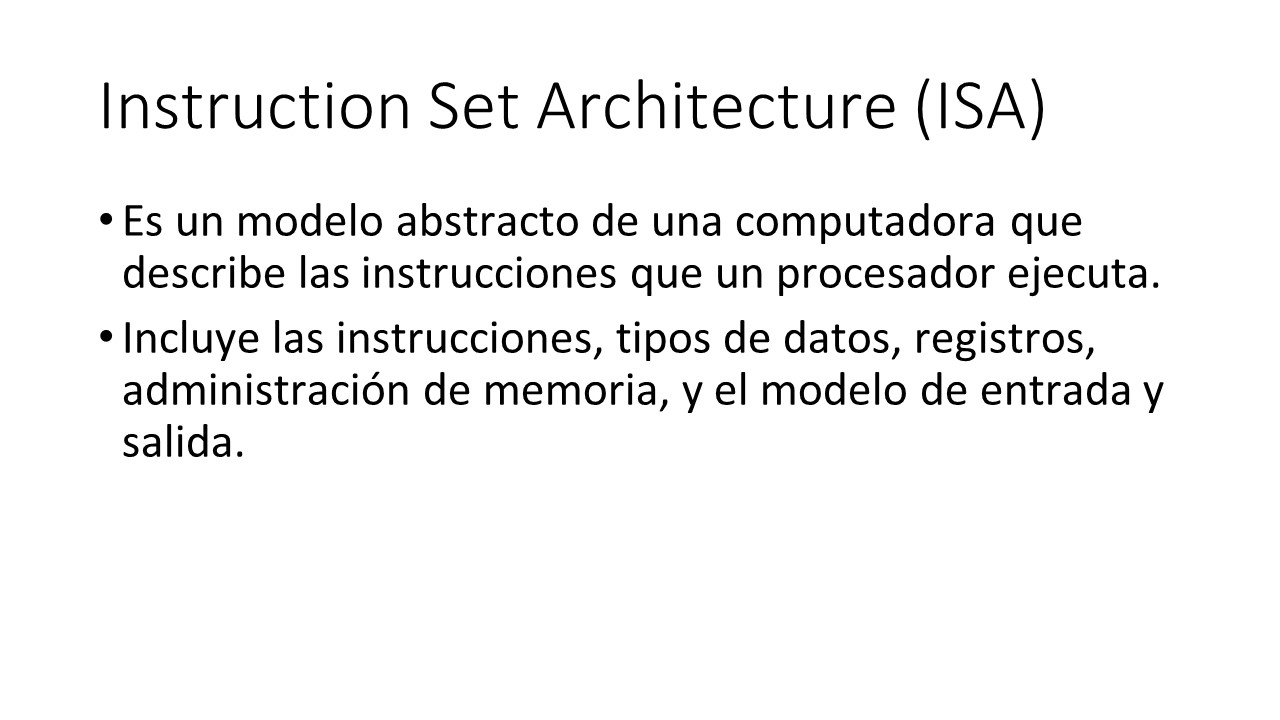 Instruction Set Architecture (ISA)
• Es un modelo abstracto de una computadora que
describe las instrucciones que un procesador ejecuta.
• Incluye las instrucciones, tipos de datos, registros,
administración de memoria, y el modelo de entrada y
salida.